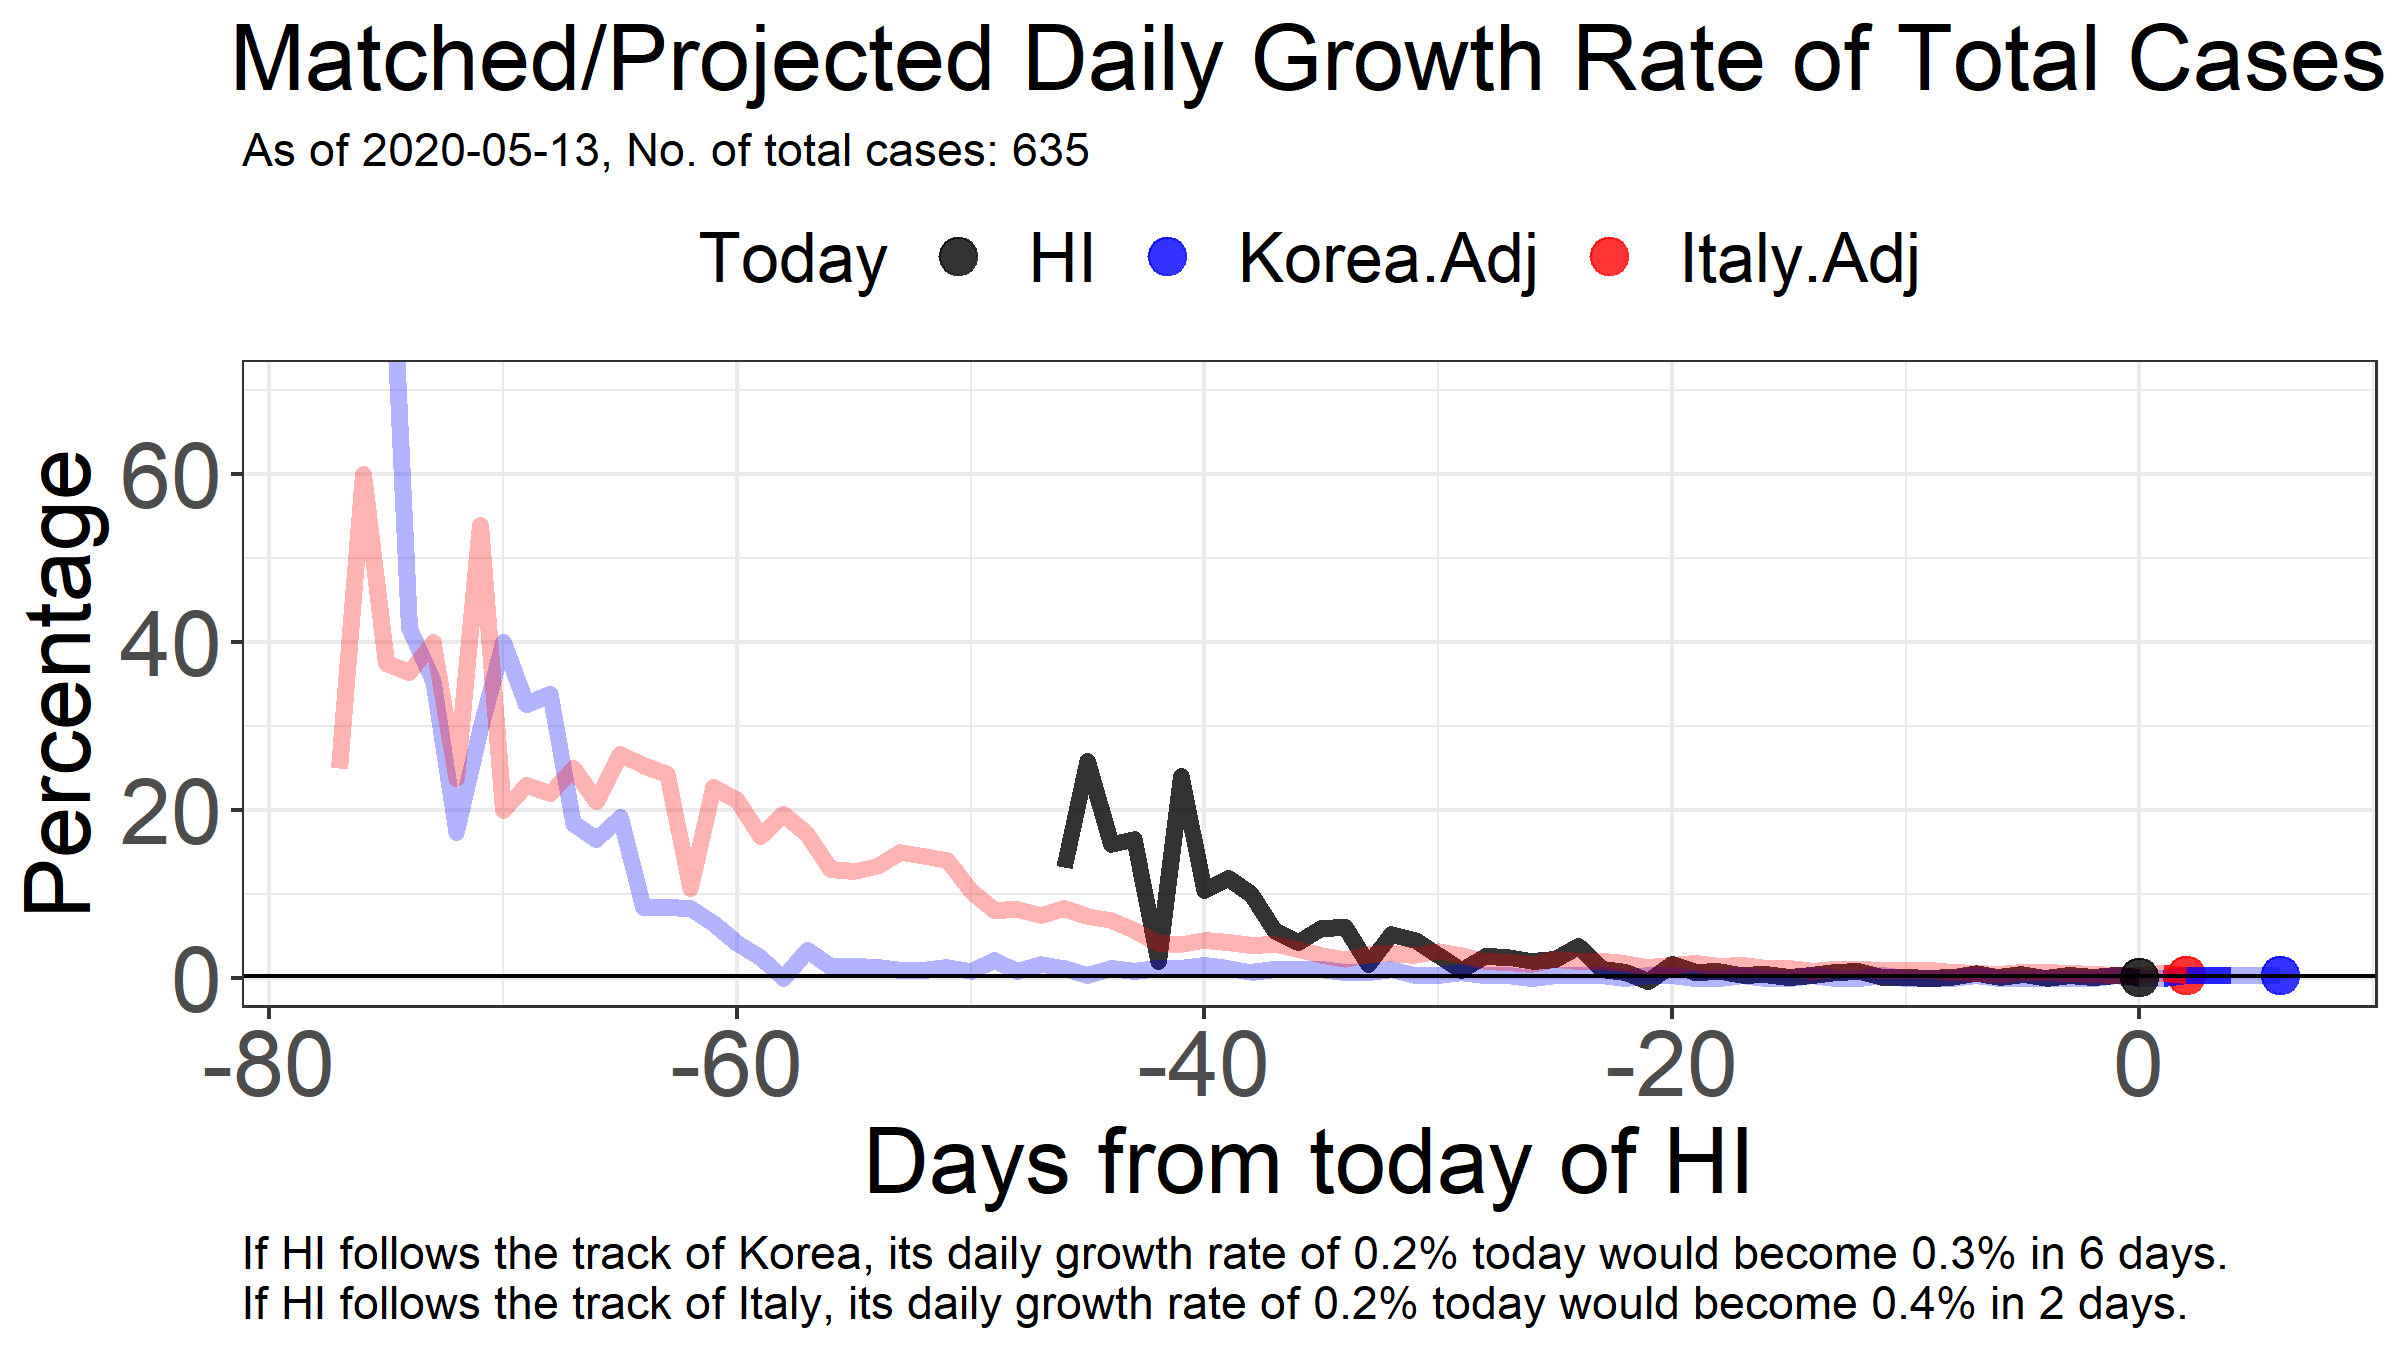 Matched/Projected Daily Growth Rate of Total Cases
As of 2020-05-13, No. of total cases: 635
Today HI Korea.Adj Italy.Adj
Percentage
60
40
20
0
-80 -60 -40 -20 0
Days from today of HI
If HI follows the track of Korea, its daily growth rate of 0.2% today would become 0.3% in 6 days.
If HI follows the track of Italy, its daily growth rate of 0.2% today would become 0.4% in 2 days.